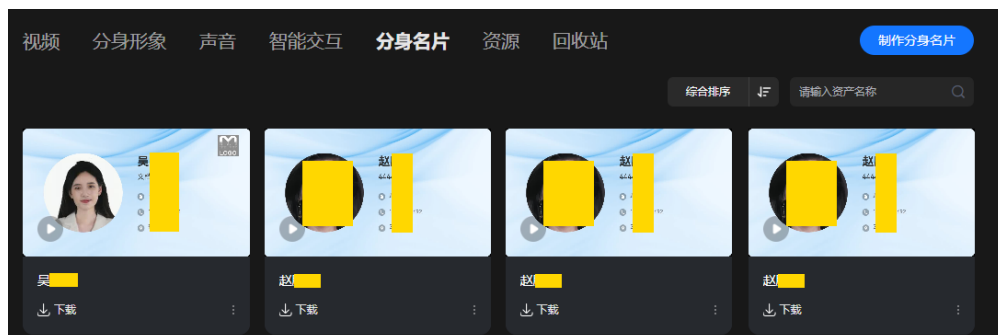 视频 分身形象 声音 智能交互 分身名片 资源 回收站 制作分身名片
综合排序 请输入资产名称
LOGO
吴 赵 赵 赵
吴 赵 赵 赵
下载 下载 下载 下载